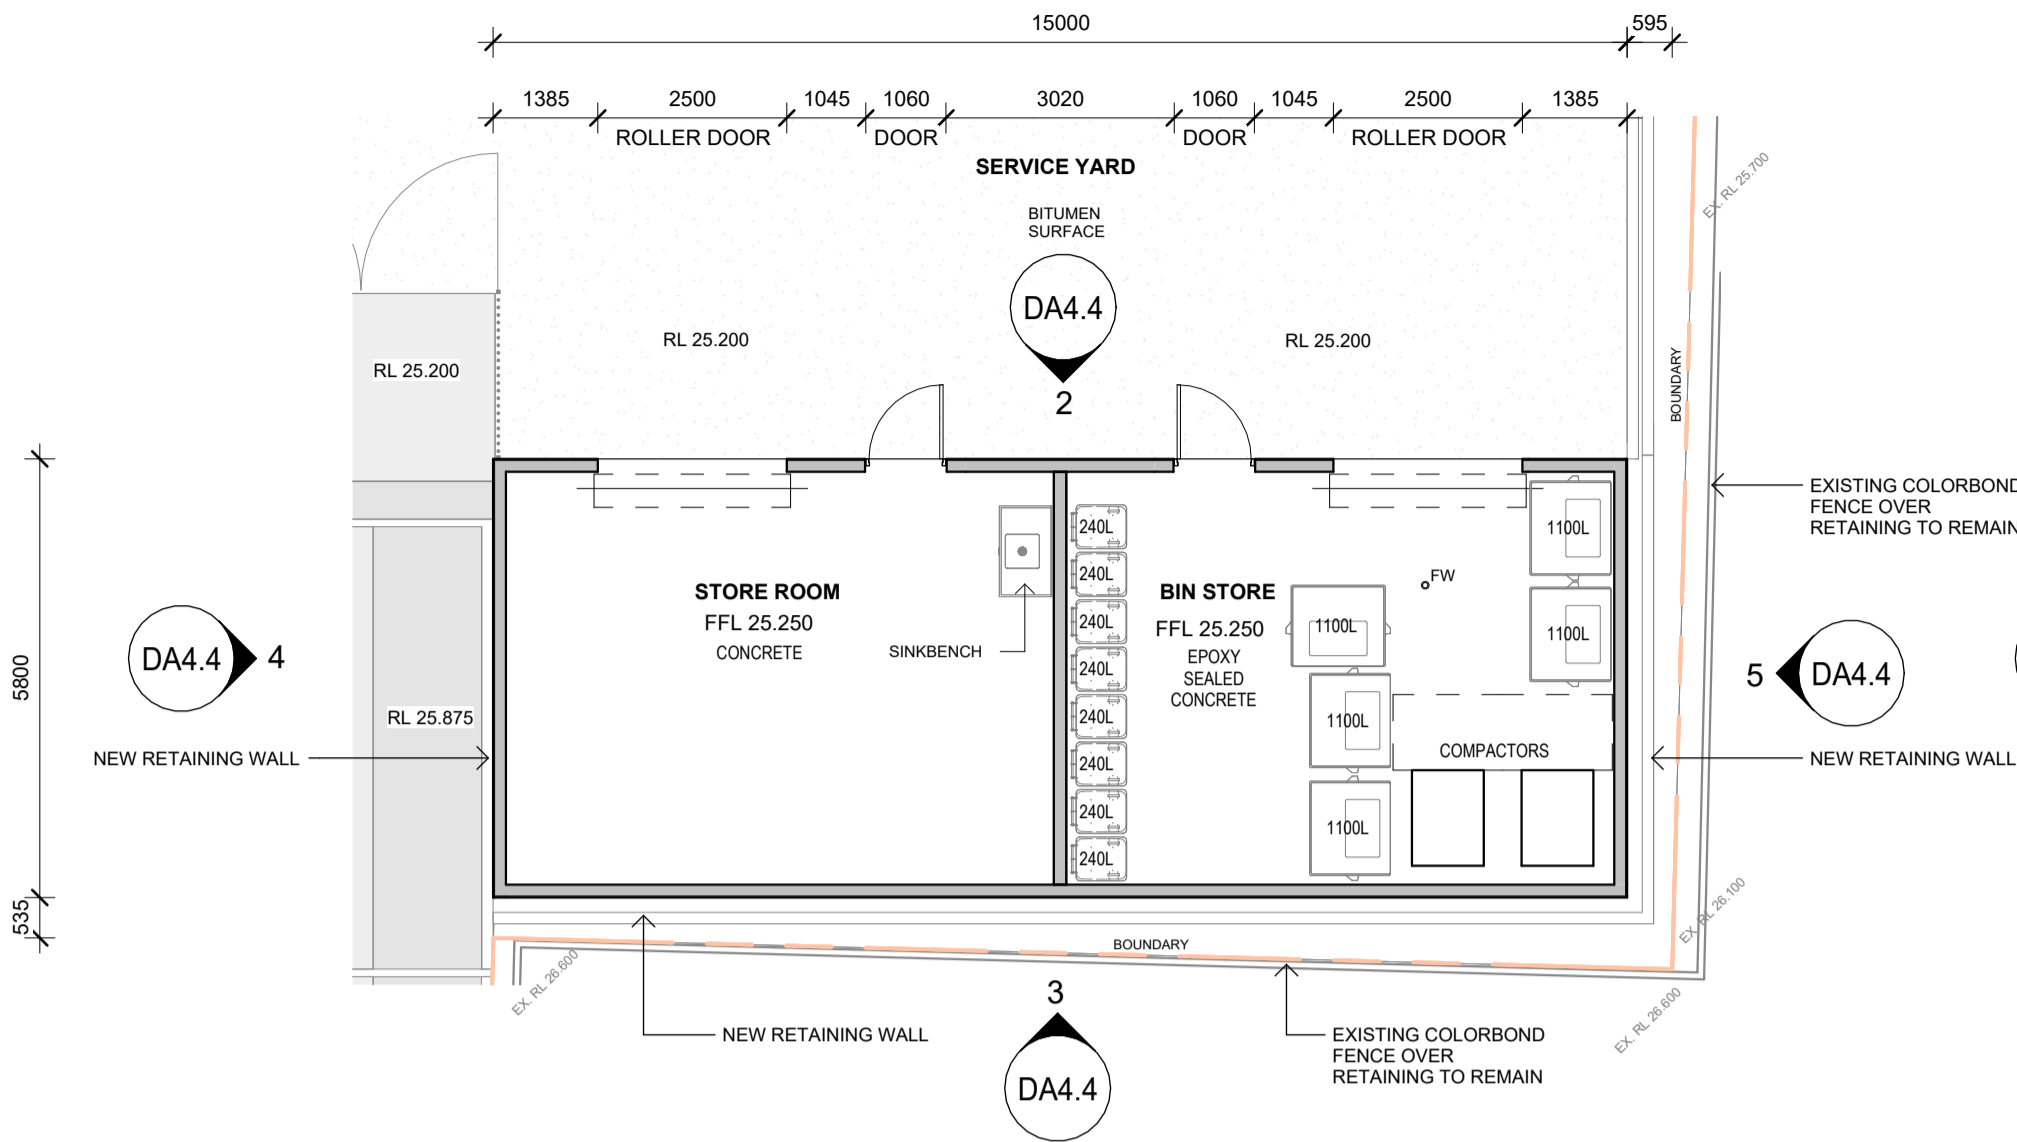 15000
595
1385
2500
1045
1060
3020
1060
1045
2500
1385
ROLLER DOOR
DOOR
DOOR
ROLLER DOOR
SERVICE YARD
BITUMEN
SURFACE
DA4.4
2
RL 25.200
RL 25.200
RL 25.200
EX. RL 25.700
BOUNDARY
EXISTING COLORBOND
FENCE OVER
RETAINING TO REMAIN
240L
240L
240L
240L
240L
240L
240L
240L
1100L
1100L
1100L
1100L
1100L
FW
STORE ROOM
FFL 25.250
CONCRETE
SINKBENCH
BIN STORE
FFL 25.250
EPOXY
SEALED
CONCRETE
COMPACTORS
5800
535
DA4.4
4
RL 25.875
NEW RETAINING WALL
5
DA4.4
NEW RETAINING WALL
EX. RL 26.100
BOUNDARY
EX. RL 26.600
EX. RL 26.600
NEW RETAINING WALL
3
DA4.4
EXISTING COLORBOND
FENCE OVER
RETAINING TO REMAIN